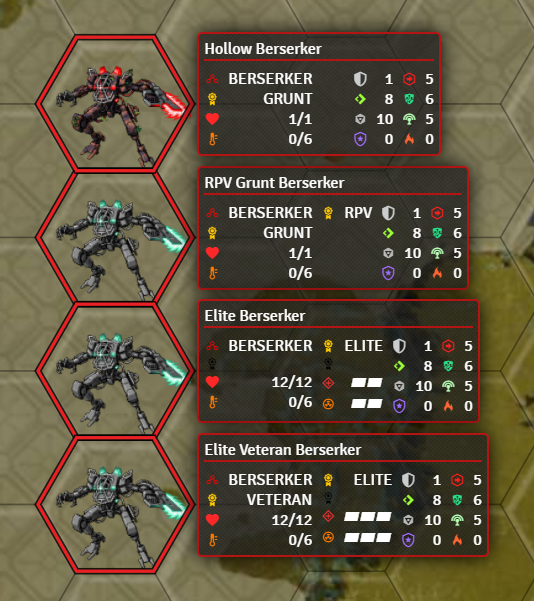 Hollow Berserker
BERSERKER 1 5
GRUNT 8 6
1/1 10 5
0/6 0 0
RPV Grunt Berserker
BERSERKER RPV 1 5
GRUNT 8 6
1/1 10 5
0/6 0 0
Elite Berserker
BERSERKER ELITE 1 5
8 6
12/12 10 5
0/6 0 0
Elite Veteran Berserker
BERSERKER ELITE 1 5
VETERAN 8 6
12/12 10 5
0/6 0 0